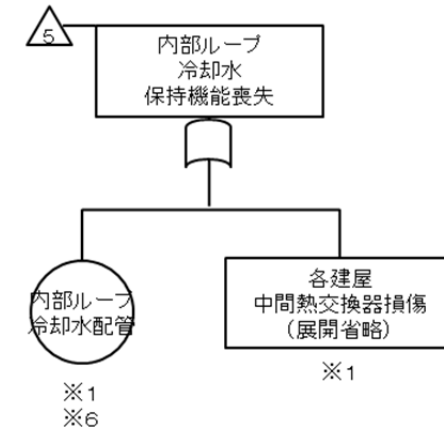 5
内部ループ
冷却水
保持機能喪失
内部ループ
冷却水配管
※1
※6
各建屋
中間熱交換器損傷
(展開省略)
※1